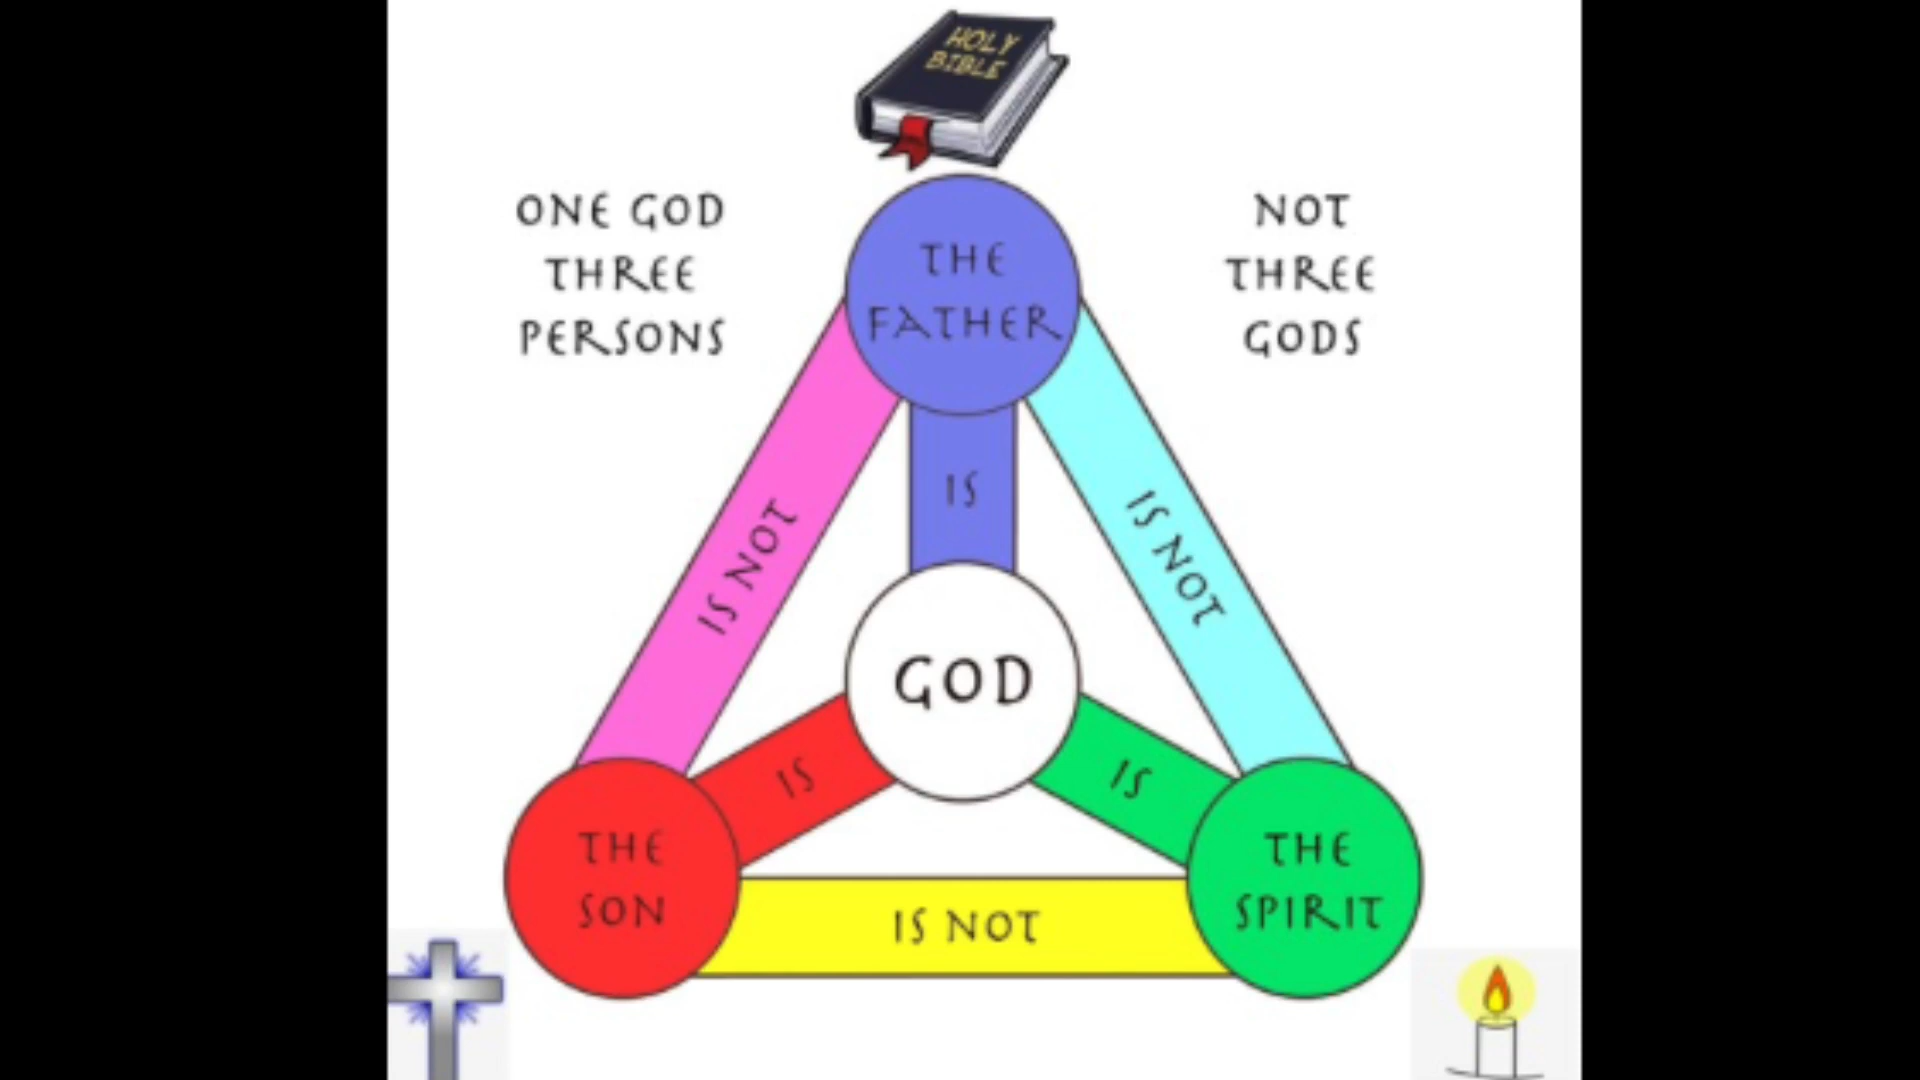 HOLY
BIBLE
ONE GOD
THREE
PERSONS
NOT
THREE
GODS
THE
FATHER
IS
IS NOT
IS NOT
GOD
IS
IS
THE
SON
THE
SPIRIT
IS NOT